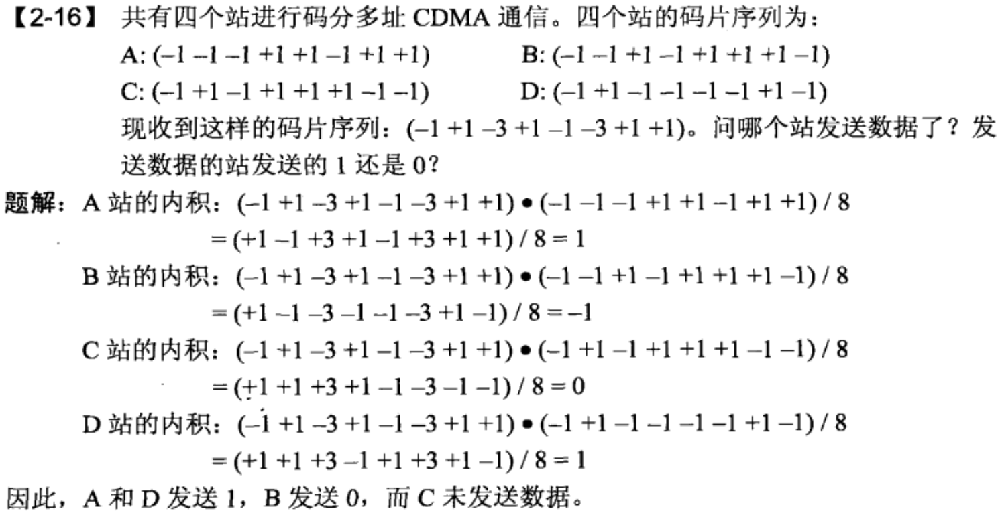 【2-16】 共有四个站进行码分多址 CDMA 通信。四个站的码片序列为：
A: (–1 –1 –1 +1 +1 –1 +1 +1) B: (–1 –1 +1 –1 +1 +1 +1 –1)
C: (–1 +1 –1 +1 +1 +1 –1 –1) D: (–1 +1 –1 –1 –1 –1 +1 –1)
现收到这样的码片序列：(–1 +1 –3 +1 –1 –3 +1 +1)。问哪个站发送数据了？发
送数据的站发送的 1 还是 0？
题解：A 站的内积：(–1 +1 –3 +1 –1 –3 +1 +1) ● (–1 –1 –1 +1 +1 –1 +1 +1) / 8
= (+1 –1 +3 +1 –1 +3 +1 +1) / 8 = 1
B 站的内积：(–1 +1 –3 +1 –1 –3 +1 +1) ● (–1 –1 +1 –1 +1 +1 +1 –1) / 8
= (+1 –1 –3 –1 –1 –3 +1 –1) / 8 = –1
C 站的内积：(–1 +1 –3 +1 –1 –3 +1 +1) ● (–1 +1 –1 +1 +1 +1 –1 –1) / 8
= (+1 +1 +3 +1 –1 –3 –1 –1) / 8 = 0
D 站的内积：(–1 +1 –3 +1 –1 –3 +1 +1) ● (–1 +1 –1 –1 –1 –1 +1 –1) / 8
= (+1 +1 +3 –1 +1 +3 +1 –1) / 8 = 1
因此，A 和 D 发送 1，B 发送 0，而 C 未发送数据。